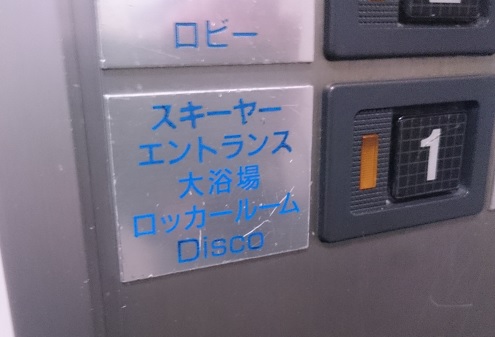 ロビー
スキーヤー
エントランス
大浴場
ロッカールーム
Disco
1